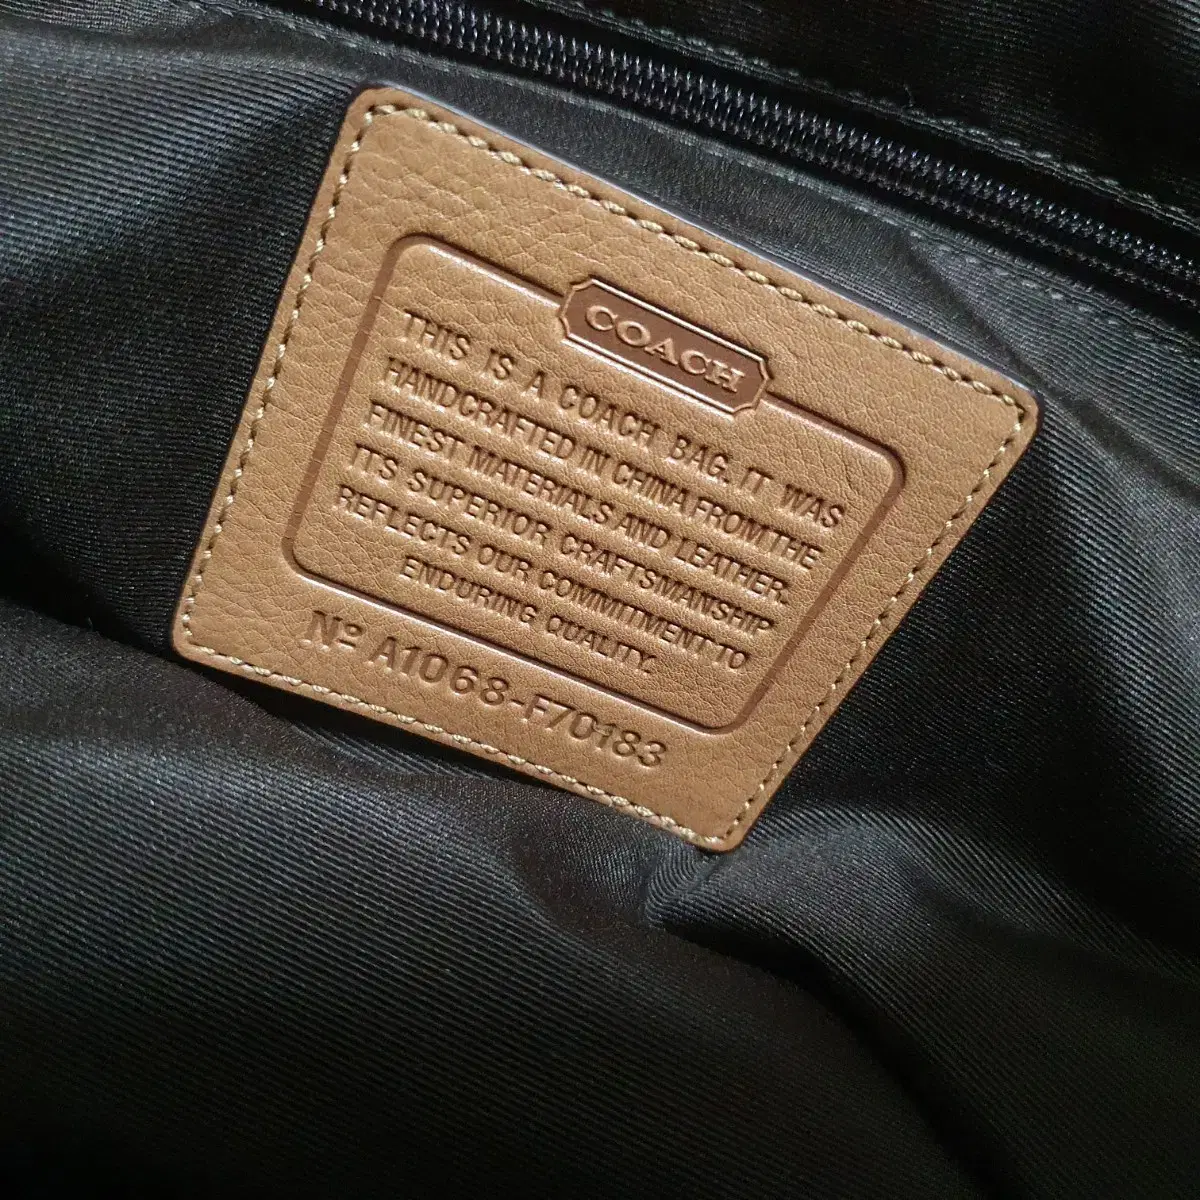 COACH
THIS IS A COACH BAG. IT WAS
HANDCRAFTED IN CHINA FROM THE
FINEST MATERIALS AND LEATHER.
ITS SUPERIOR CRAFTSMANSHIP
REFLECTS OUR COMMITMENT TO
ENDURING QUALITY.
Nº A1068-F70183